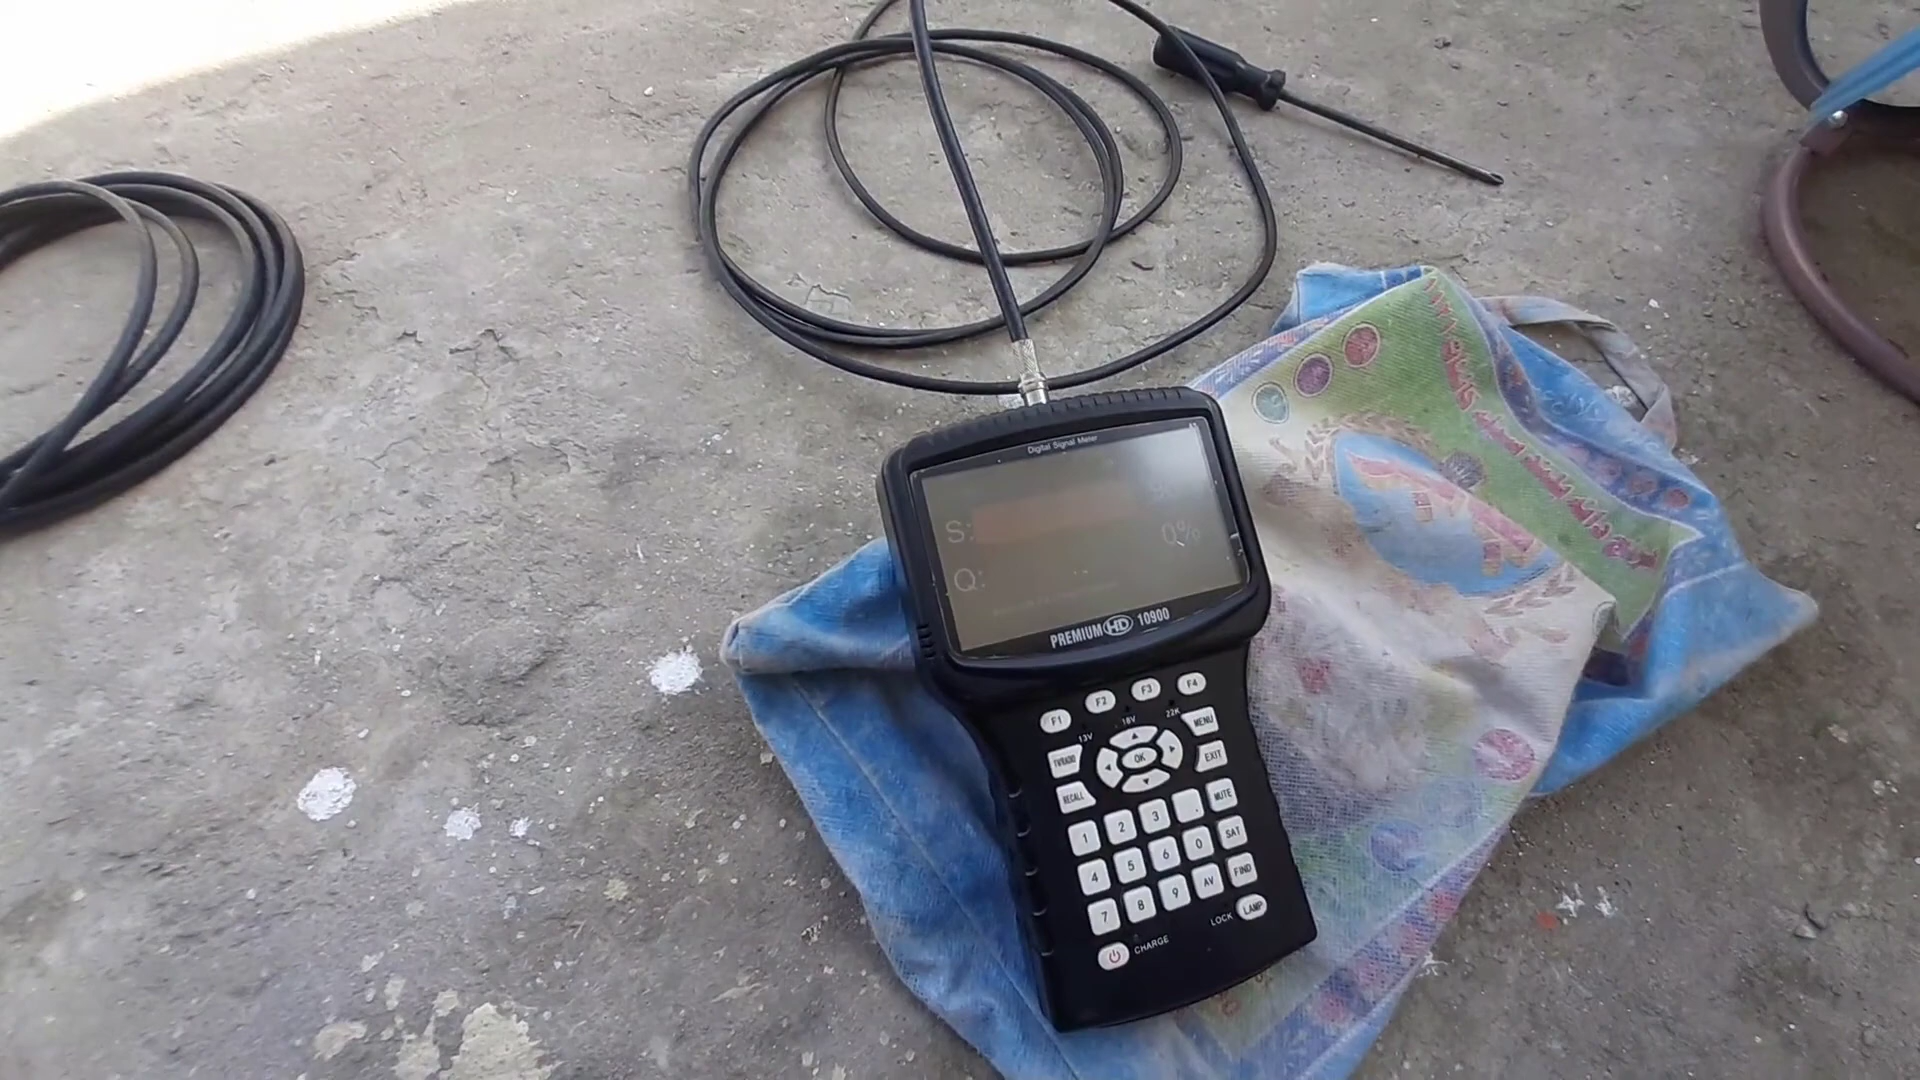 Digital Signal Meter
S:
0%
Q:
PREMIUM HD 10900
F1 F2 F3 F4
13V 18V 22K
MENU
TV/RADIO
OK
EXIT
RECALL
MUTE
1 2 3 .
SAT
4 5 6 0
FIND
7 8 9 AV
LOCK LAMP
CHARGE